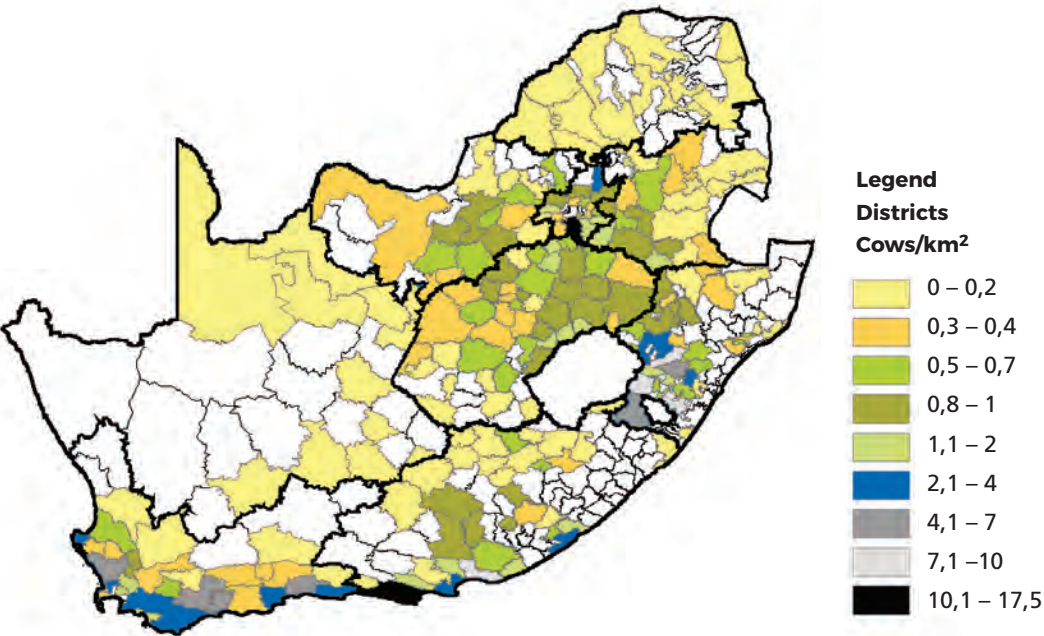 Legend
Districts
Cows/km²
0 – 0,2
0,3 – 0,4
0,5 – 0,7
0,8 – 1
1,1 – 2
2,1 – 4
4,1 – 7
7,1 –10
10,1 – 17,5